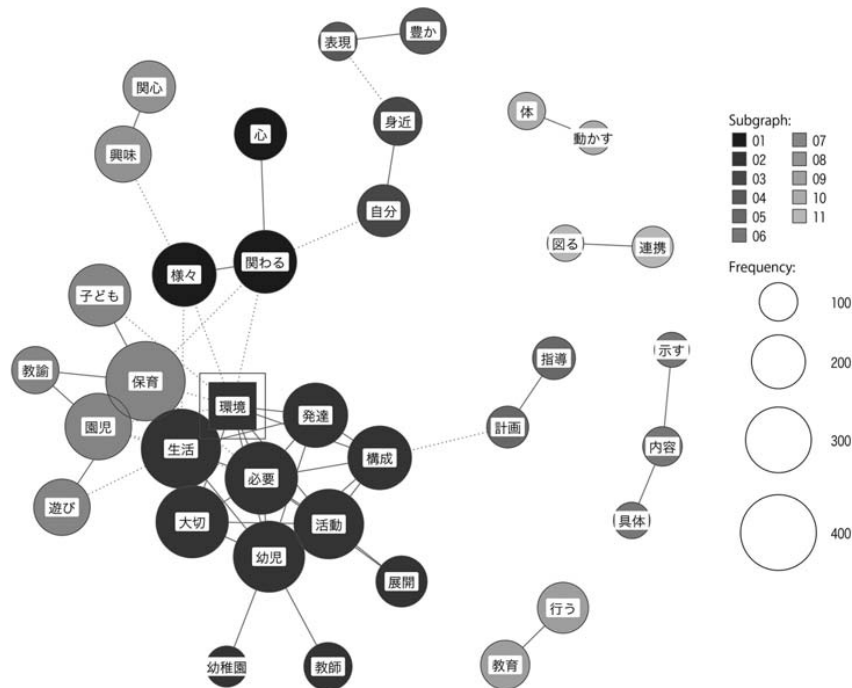 表現
豊か
関心
体
身近
心
動かす
興味
自分
関わる
図る
連携
様々
子ども
示す
指導
教諭
保育
環境
発達
計画
園児
内容
生活
構成
必要
遊び
大切
活動
具体
幼児
展開
行う
幼稚園
教師
教育
Subgraph:
01
02
03
04
05
06
07
08
09
10
11
Frequency:
100
200
300
400